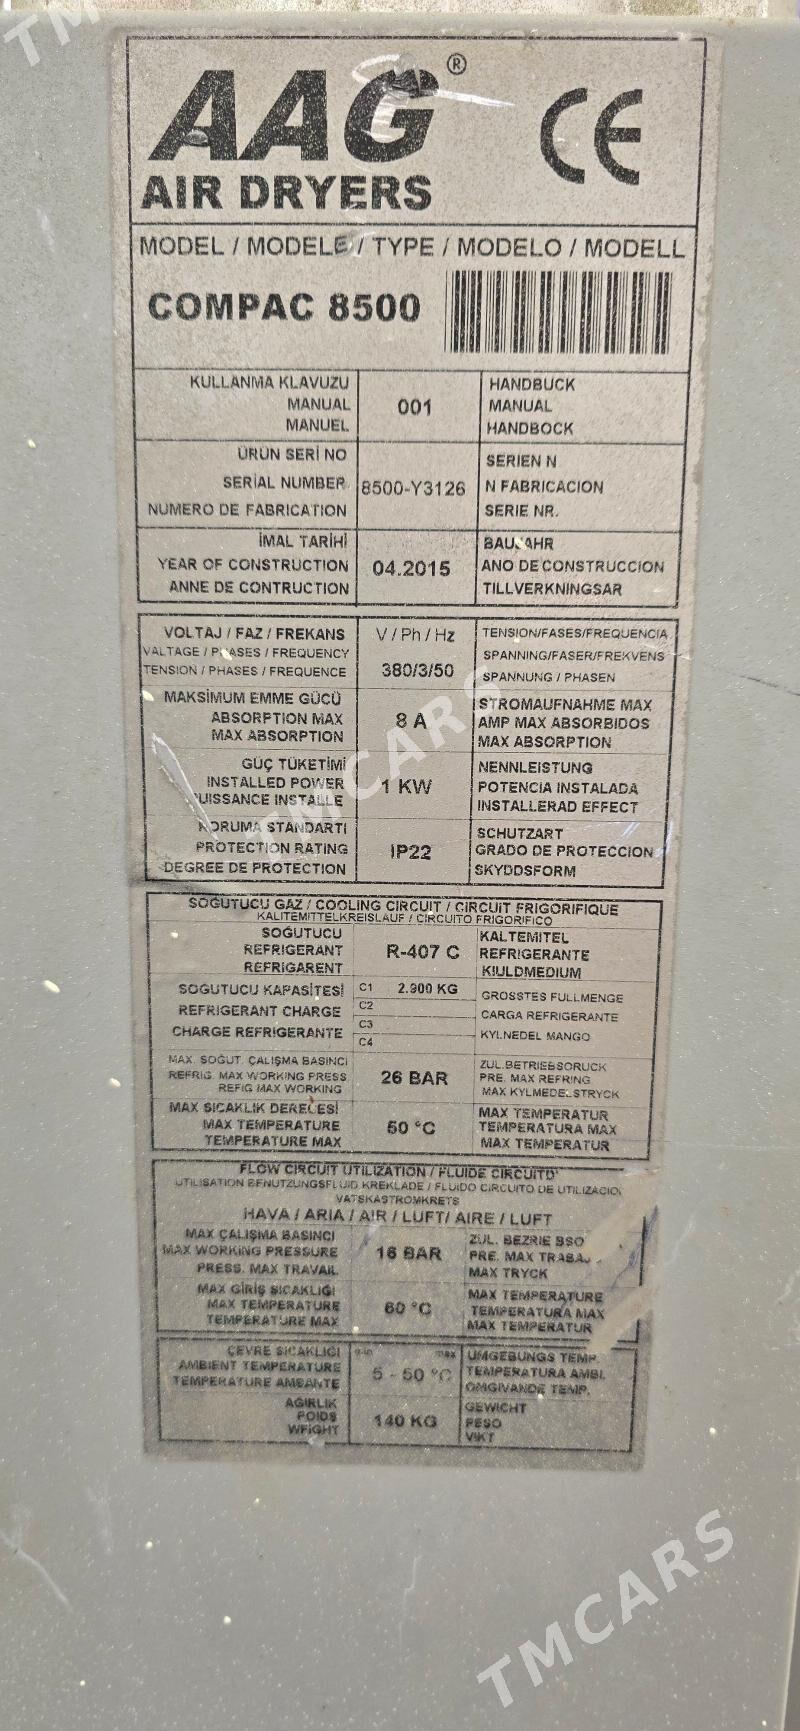 TMCARS
AAG ®
CE
AIR DRYERS
MODEL / MODELE / TYPE / MODELO / MODELL
COMPAC 8500
KULLANMA KLAVUZU
MANUAL
MANUEL
001
HANDBUCK
MANUAL
HANDBOCK
ÜRÜN SERİ NO
SERIAL NUMBER
NUMERO DE FABRICATION
8500-Y3126
SERIEN N
N FABRICACION
SERIE NR.
İMAL TARİHİ
YEAR OF CONSTRUCTION
ANNE DE CONTRUCTION
04.2015
BAUJAHR
ANO DE CONSTRUCCION
TILLVERKNINGSAR
VOLTAJ / FAZ / FREKANS
VALTAGE / PHASES / FREQUENCY
TENSION / PHASES / FREQUENCE
V / Ph / Hz
380/3/50
TENSION/FASES/FREQUENCIA
SPANNING/FASER/FREKVENS
SPANNUNG / PHASEN
MAKSİMUM EMME GÜCÜ
ABSORPTION MAX
MAX ABSORPTION
8 A
STROMAUFNAHME MAX
AMP MAX ABSORBIDOS
MAX ABSORPTION
GÜÇ TÜKETİMİ
INSTALLED POWER
PUISSANCE INSTALLE
1 KW
NENNLEISTUNG
POTENCIA INSTALADA
INSTALLERAD EFFECT
KORUMA STANDARTI
PROTECTION RATING
DEGREE DE PROTECTION
IP22
SCHUTZART
GRADO DE PROTECCION
SKYDDSFORM
SOĞUTUCU GAZ / COOLING CIRCUIT / CIRCUIT FRIGORIFIQUE
KALITEMITTELKREISLAUF / CIRCUITO FRIGORIFICO
SOĞUTUCU
REFRIGERANT
REFRIGARENT
R-407 C
KALTEMITEL
REFRIGERANTE
KIULDMEDIUM
SOĞUTUCU KAPASİTESİ
REFRIGERANT CHARGE
CHARGE REFRIGERANTE
C1 2.900 KG
C2
C3
C4
GROSSTES FULLMENGE
CARGA REFRIGERANTE
KYLNEDEL MANGO
MAX. SOĞUT. ÇALIŞMA BASINCI
REFRIG. MAX WORKING PRESS
REFIG MAX WORKING
26 BAR
ZUL.BETRIEBSORUCK
PRE. MAX REFRING
MAX KYLMEDELSTRYCK
MAX SICAKLIK DERECESİ
MAX TEMPERATURE
TEMPERATURE MAX
50 °C
MAX TEMPERATUR
TEMPERATURA MAX
MAX TEMPERATUR
FLOW CIRCUIT UTILIZATION / FLUIDE CIRCUITO
UTILISATION BENUTZUNGSFLUID KREKLADE / FLUIDO CIRCUITO DE UTILIZACION
VATSKASTROMKRETS
HAVA / ARIA / AIR / LUFT/ AIRE / LUFT
MAX ÇALIŞMA BASINCI
MAX WORKING PRESSURE
PRESS. MAX TRAVAIL
16 BAR
ZUL. BEZRIE BSO
PRE. MAX TRABAJ
MAX TRYCK
MAX GİRİŞ SICAKLIĞI
MAX TEMPERATURE
TEMPERATURE MAX
60 °C
MAX TEMPERATURE
TEMPERATURA MAX
MAX TEMPERATUR
ÇEVRE SICAKLIĞI
AMBIENT TEMPERATURE
TEMPERATURE AMBANTE
max
5 - 50 °C
UMGEBUNGS TEMP.
TEMPERATURA AMBI.
OMGIVANDE TEMP.
AĞIRLIK
POIDS
WEIGHT
140 KG
GEWICHT
PESO
VIKT
TMCARS
TMCARS